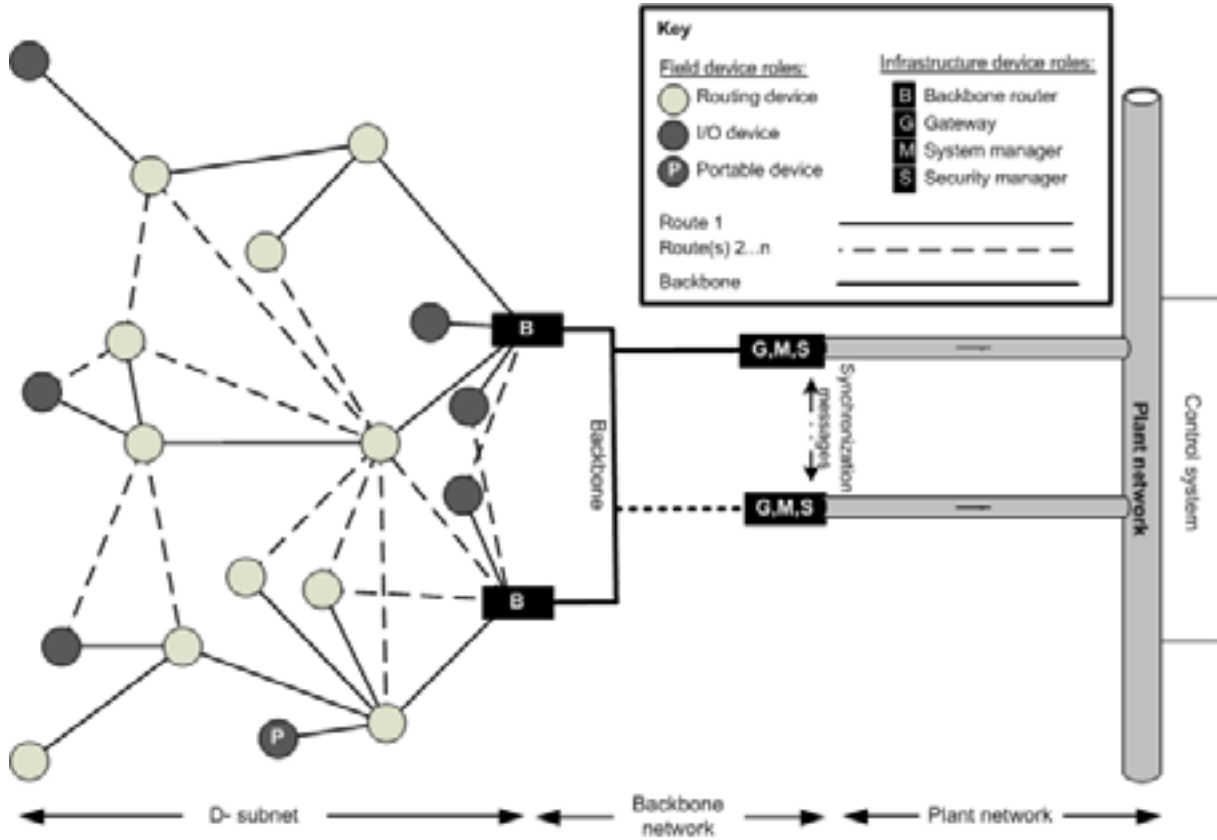 Key
Field device roles:
Routing device
I/O device
P
Portable device
Infrastructure device roles:
B Backbone router
G Gateway
M System manager
S Security manager
Route 1
Route(s) 2...n
Backbone
B
G,M,S
Synchronization
messages
Backbone
G,M,S
B
P
Plant network
Control system
D- subnet
Backbone
network
Plant network